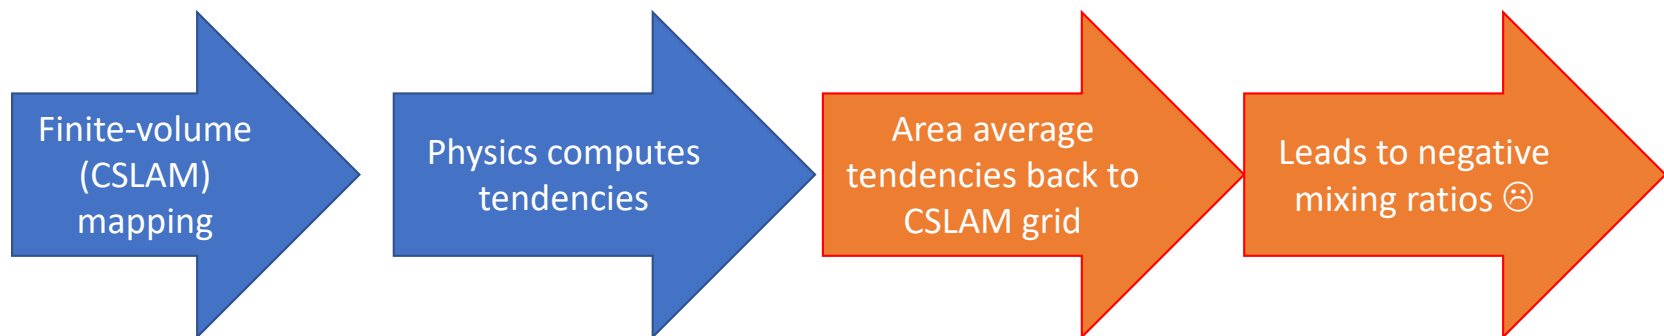 Finite-volume
(CSLAM)
mapping
Physics computes
tendencies
Area average
tendencies back to
CSLAM grid
Leads to negative
mixing ratios ☹